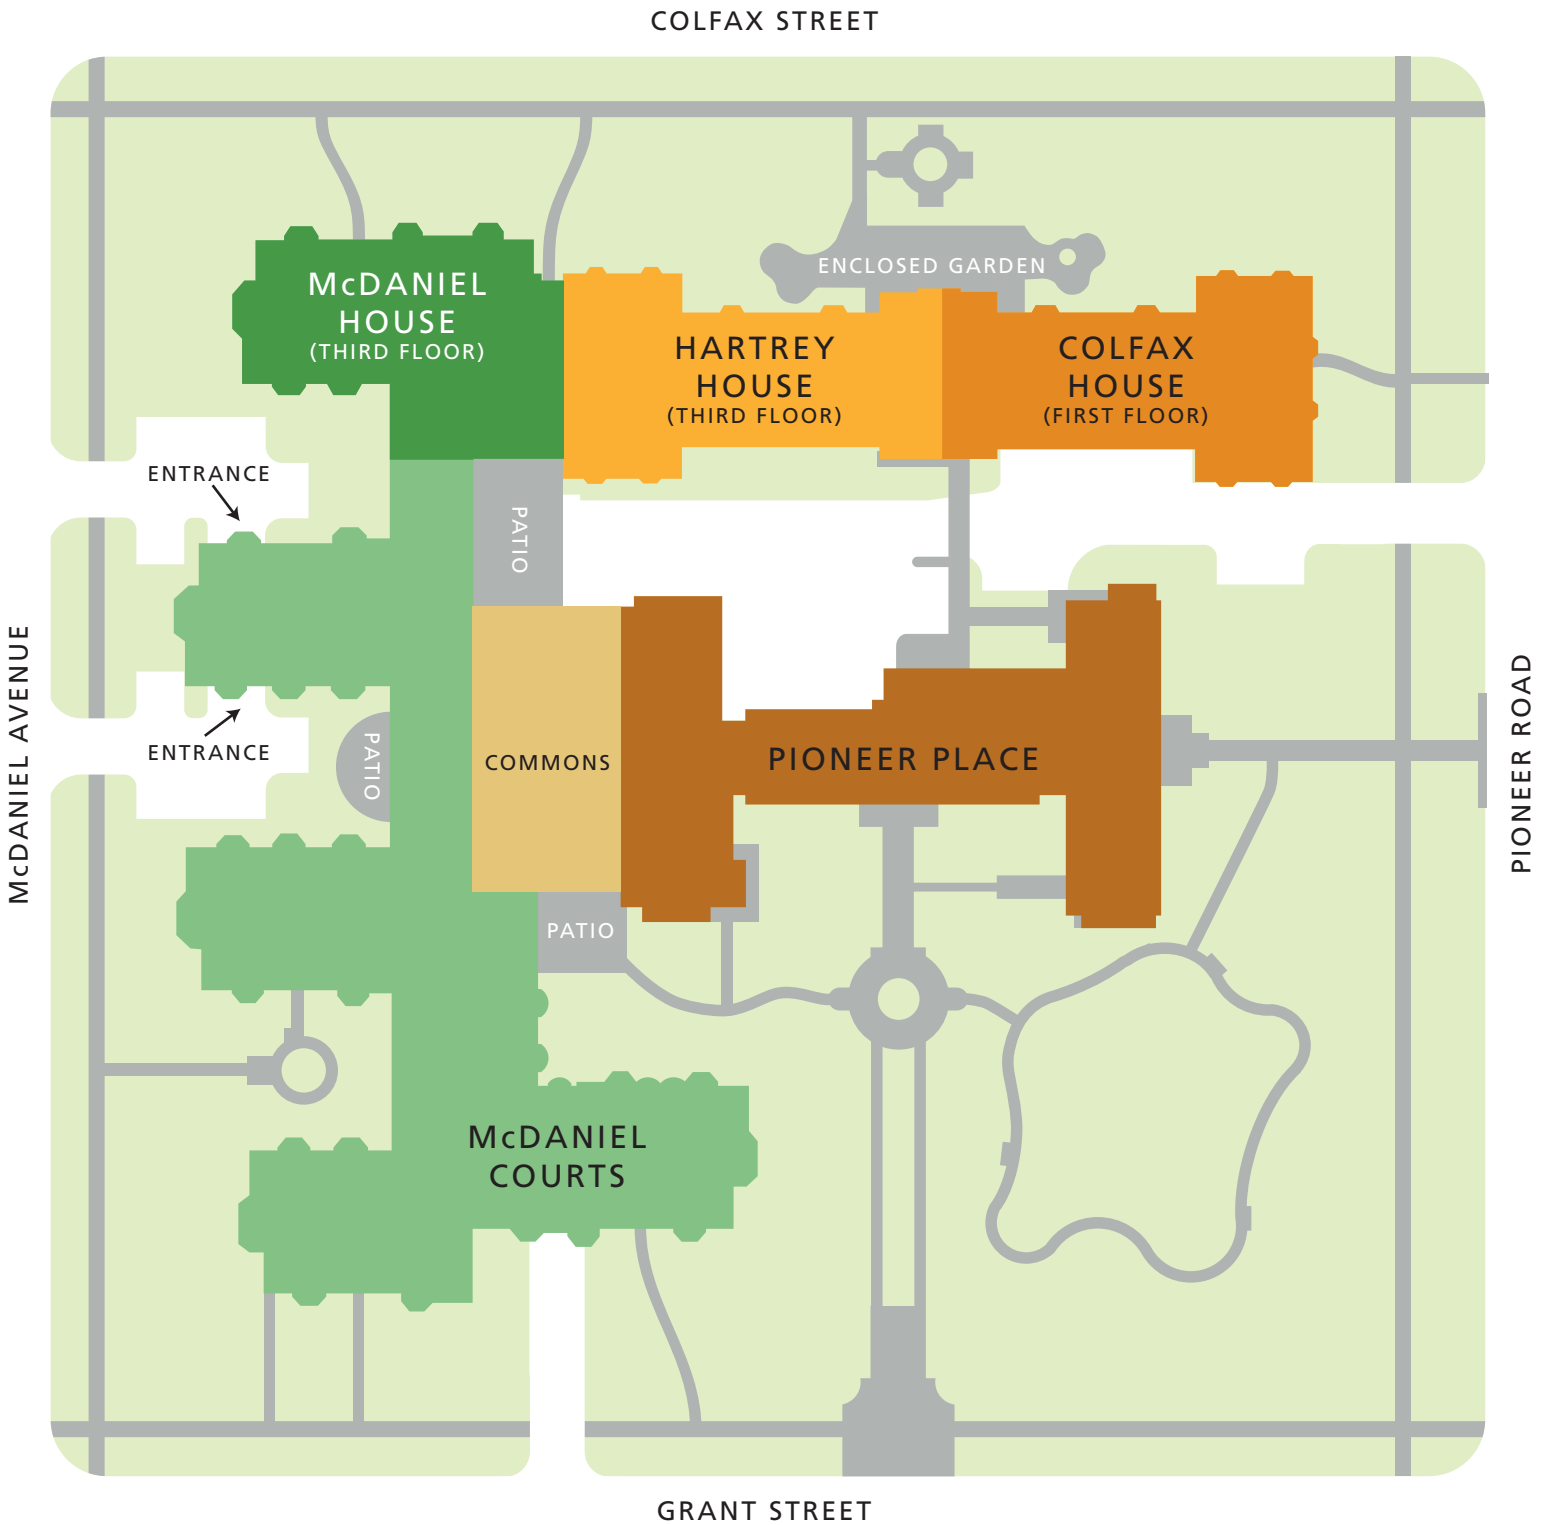 COLFAX STREET
ENCLOSED GARDEN
McDANIEL
HOUSE
(THIRD FLOOR)
HARTREY
HOUSE
(THIRD FLOOR)
COLFAX
HOUSE
(FIRST FLOOR)
ENTRANCE
PATIO
McDANIEL AVENUE
PIONEER ROAD
ENTRANCE
PATIO
COMMONS
PIONEER PLACE
PATIO
McDANIEL
COURTS
GRANT STREET